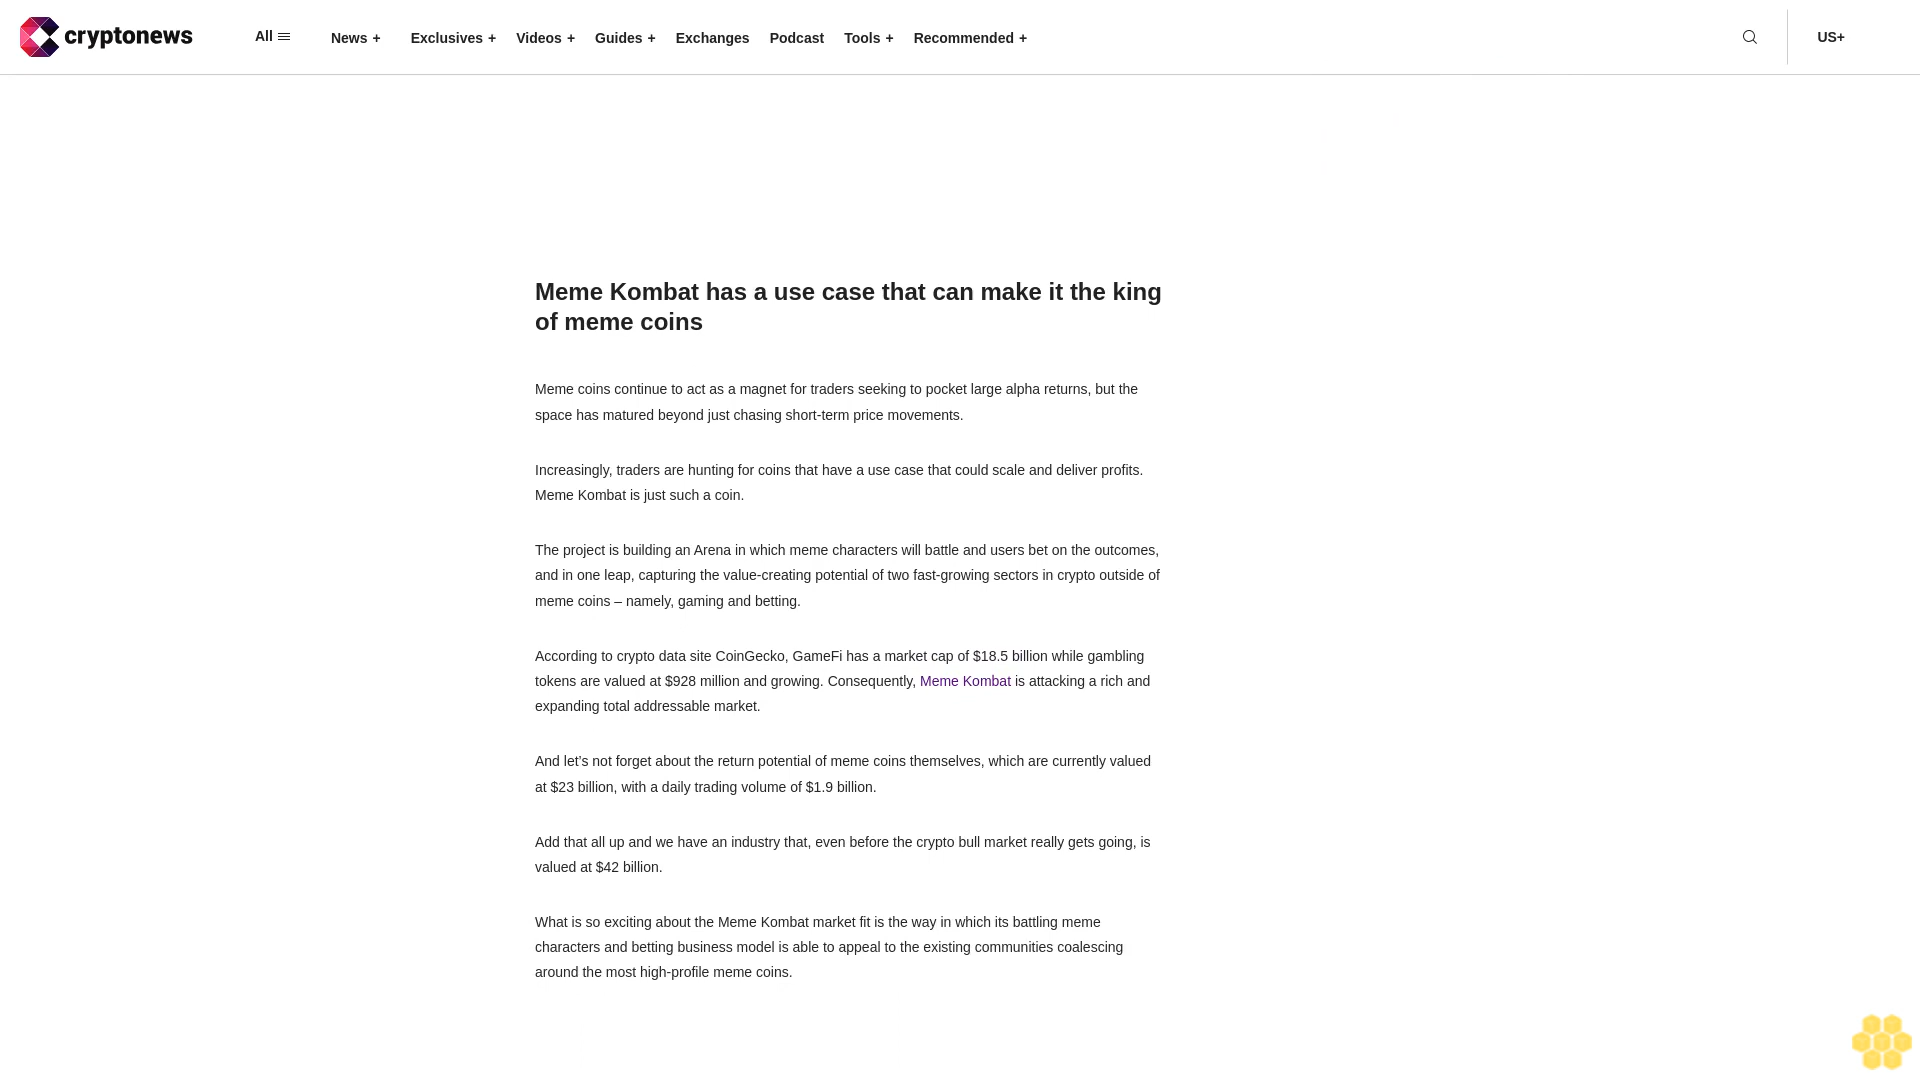 cryptonews
All
News +
Exclusives +
Videos +
Guides +
Exchanges
Podcast
Tools +
Recommended +
US+
Meme Kombat has a use case that can make it the king
of meme coins
Meme coins continue to act as a magnet for traders seeking to pocket large alpha returns, but the
space has matured beyond just chasing short-term price movements.
Increasingly, traders are hunting for coins that have a use case that could scale and deliver profits.
Meme Kombat is just such a coin.
The project is building an Arena in which meme characters will battle and users bet on the outcomes,
and in one leap, capturing the value-creating potential of two fast-growing sectors in crypto outside of
meme coins – namely, gaming and betting.
According to crypto data site CoinGecko, GameFi has a market cap of $18.5 billion while gambling
tokens are valued at $928 million and growing. Consequently, Meme Kombat is attacking a rich and
expanding total addressable market.
And let’s not forget about the return potential of meme coins themselves, which are currently valued
at $23 billion, with a daily trading volume of $1.9 billion.
Add that all up and we have an industry that, even before the crypto bull market really gets going, is
valued at $42 billion.
What is so exciting about the Meme Kombat market fit is the way in which its battling meme
characters and betting business model is able to appeal to the existing communities coalescing
around the most high-profile meme coins.